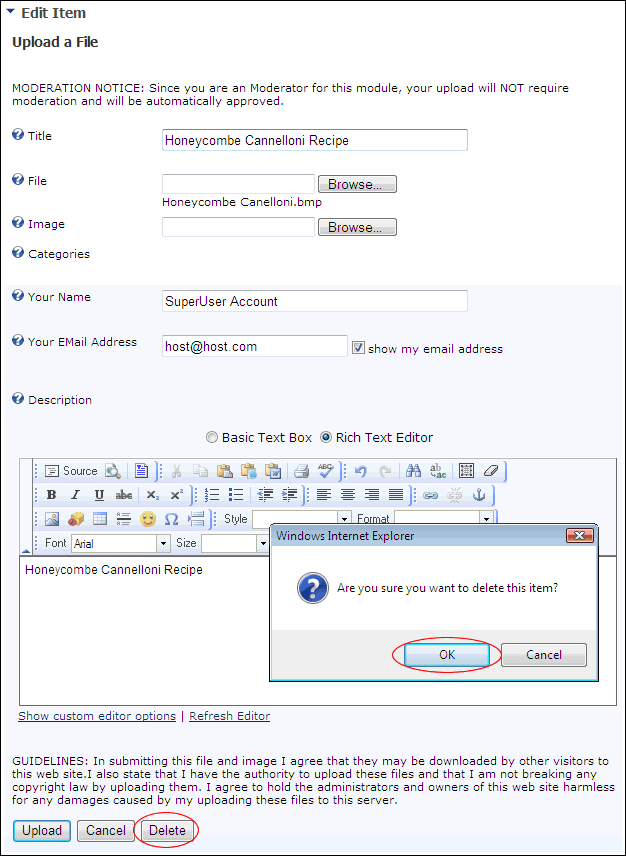 Edit Item
Upload a File
MODERATION NOTICE: Since you are an Moderator for this module, your upload will NOT require
moderation and will be automatically approved.
Title
Honeycombe Cannelloni Recipe
File
Browse...
Honeycombe Canelloni.bmp
Image
Browse...
Categories
Your Name
SuperUser Account
Your EMail Address
host@host.com
show my email address
Description
Basic Text Box
Rich Text Editor
Source
ABC
B I U abc X₂ X²
Style
Format
Font
Arial
Size
Windows Internet Explorer
Are you sure you want to delete this item?
OK
Cancel
Honeycombe Cannelloni Recipe
Show custom editor options | Refresh Editor
GUIDELINES: In submitting this file and image I agree that they may be downloaded by other visitors to
this web site.I also state that I have the authority to upload these files and that I am not breaking any
copyright law by uploading them. I agree to hold the administrators and owners of this web site harmless
for any damages caused by my uploading these files to this server.
Upload
Cancel
Delete